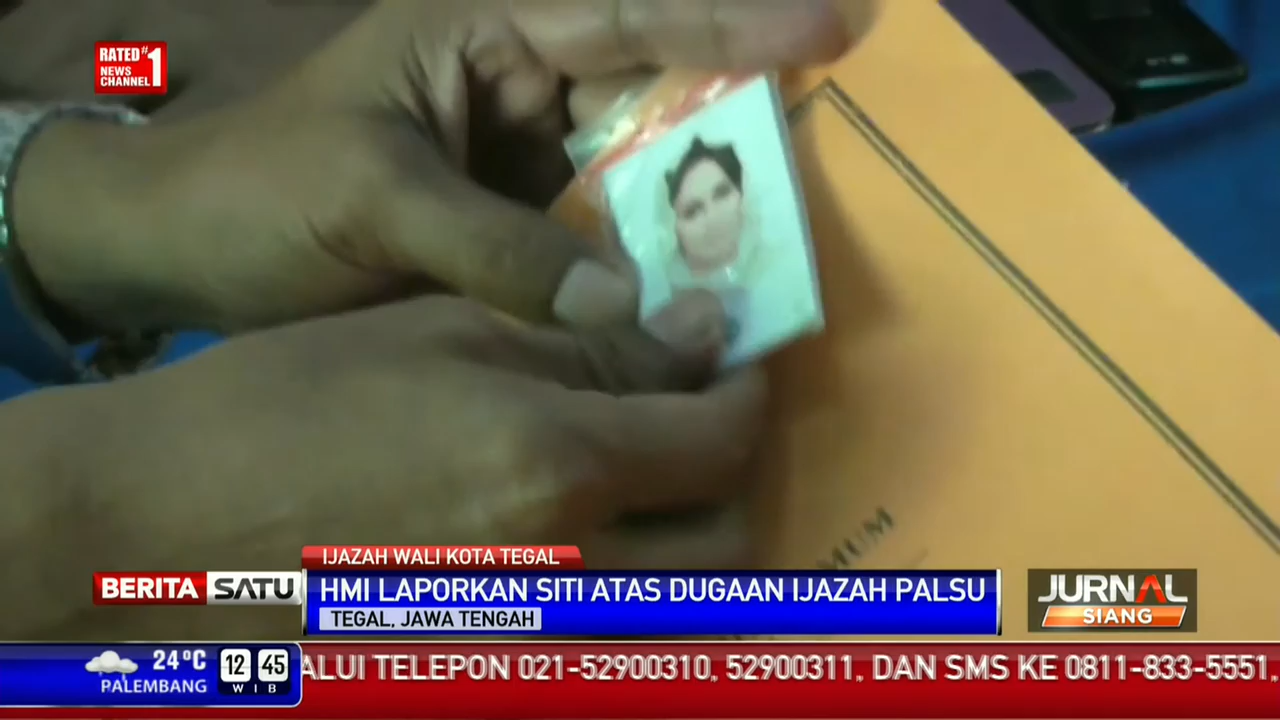 RATED #1
NEWS
CHANNEL
MUM
IJAZAH WALI KOTA TEGAL
BERITA SATU
HMI LAPORKAN SITI ATAS DUGAAN IJAZAH PALSU
TEGAL, JAWA TENGAH
JURNAL
SIANG
24°C
PALEMBANG
12 45
WIB
ALUI TELEPON 021-52900310, 52900311, DAN SMS KE 0811-833-5551,